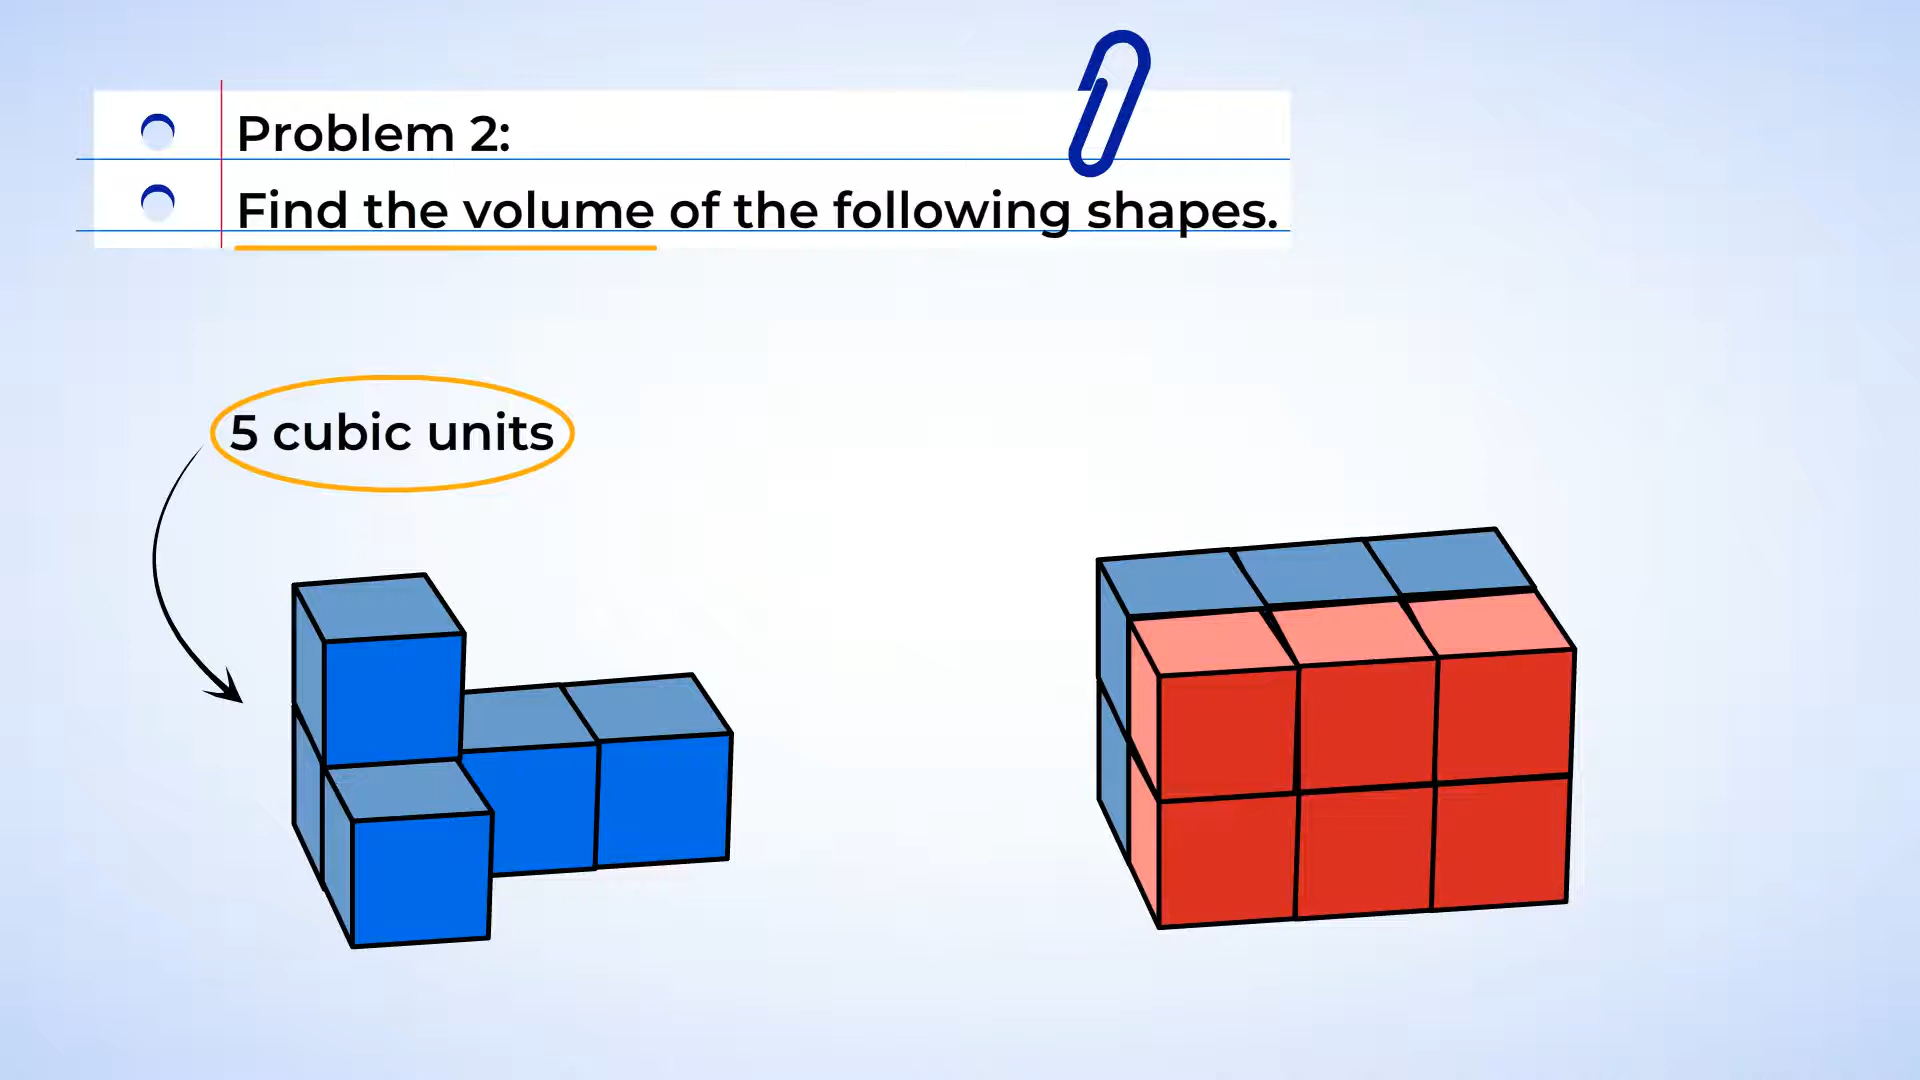 Problem 2:
Find the volume of the following shapes.
5 cubic units